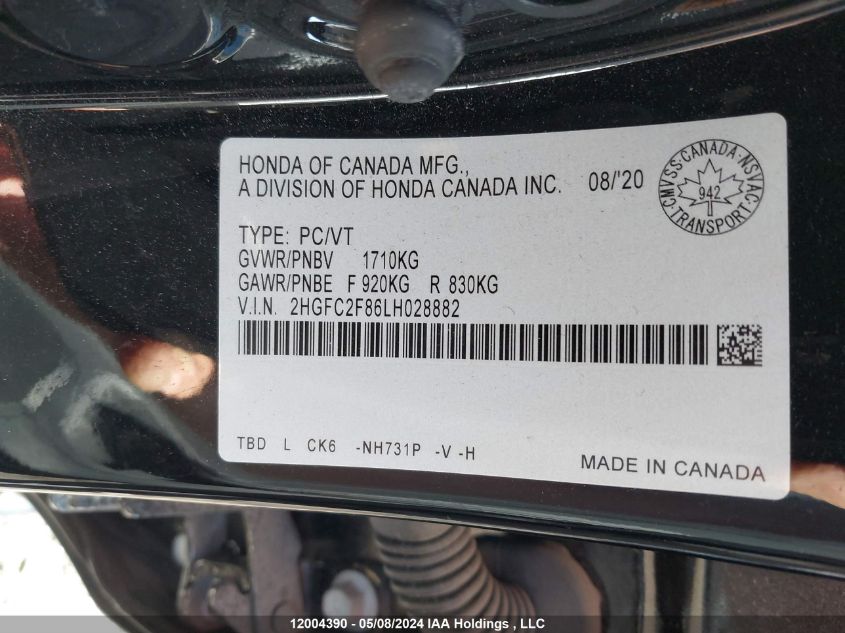 HONDA OF CANADA MFG.,
A DIVISION OF HONDA CANADA INC. 08/'20
CMVSS·CANADA·NSVAC·TRANSPORT
942
TYPE: PC/VT
GVWR/PNBV 1710KG
GAWR/PNBE F 920KG R 830KG
V.I.N. 2HGFC2F86LH028882
TBD L CK6 -NH731P -V -H
MADE IN CANADA
12004390 - 05/08/2024 IAA Holdings , LLC